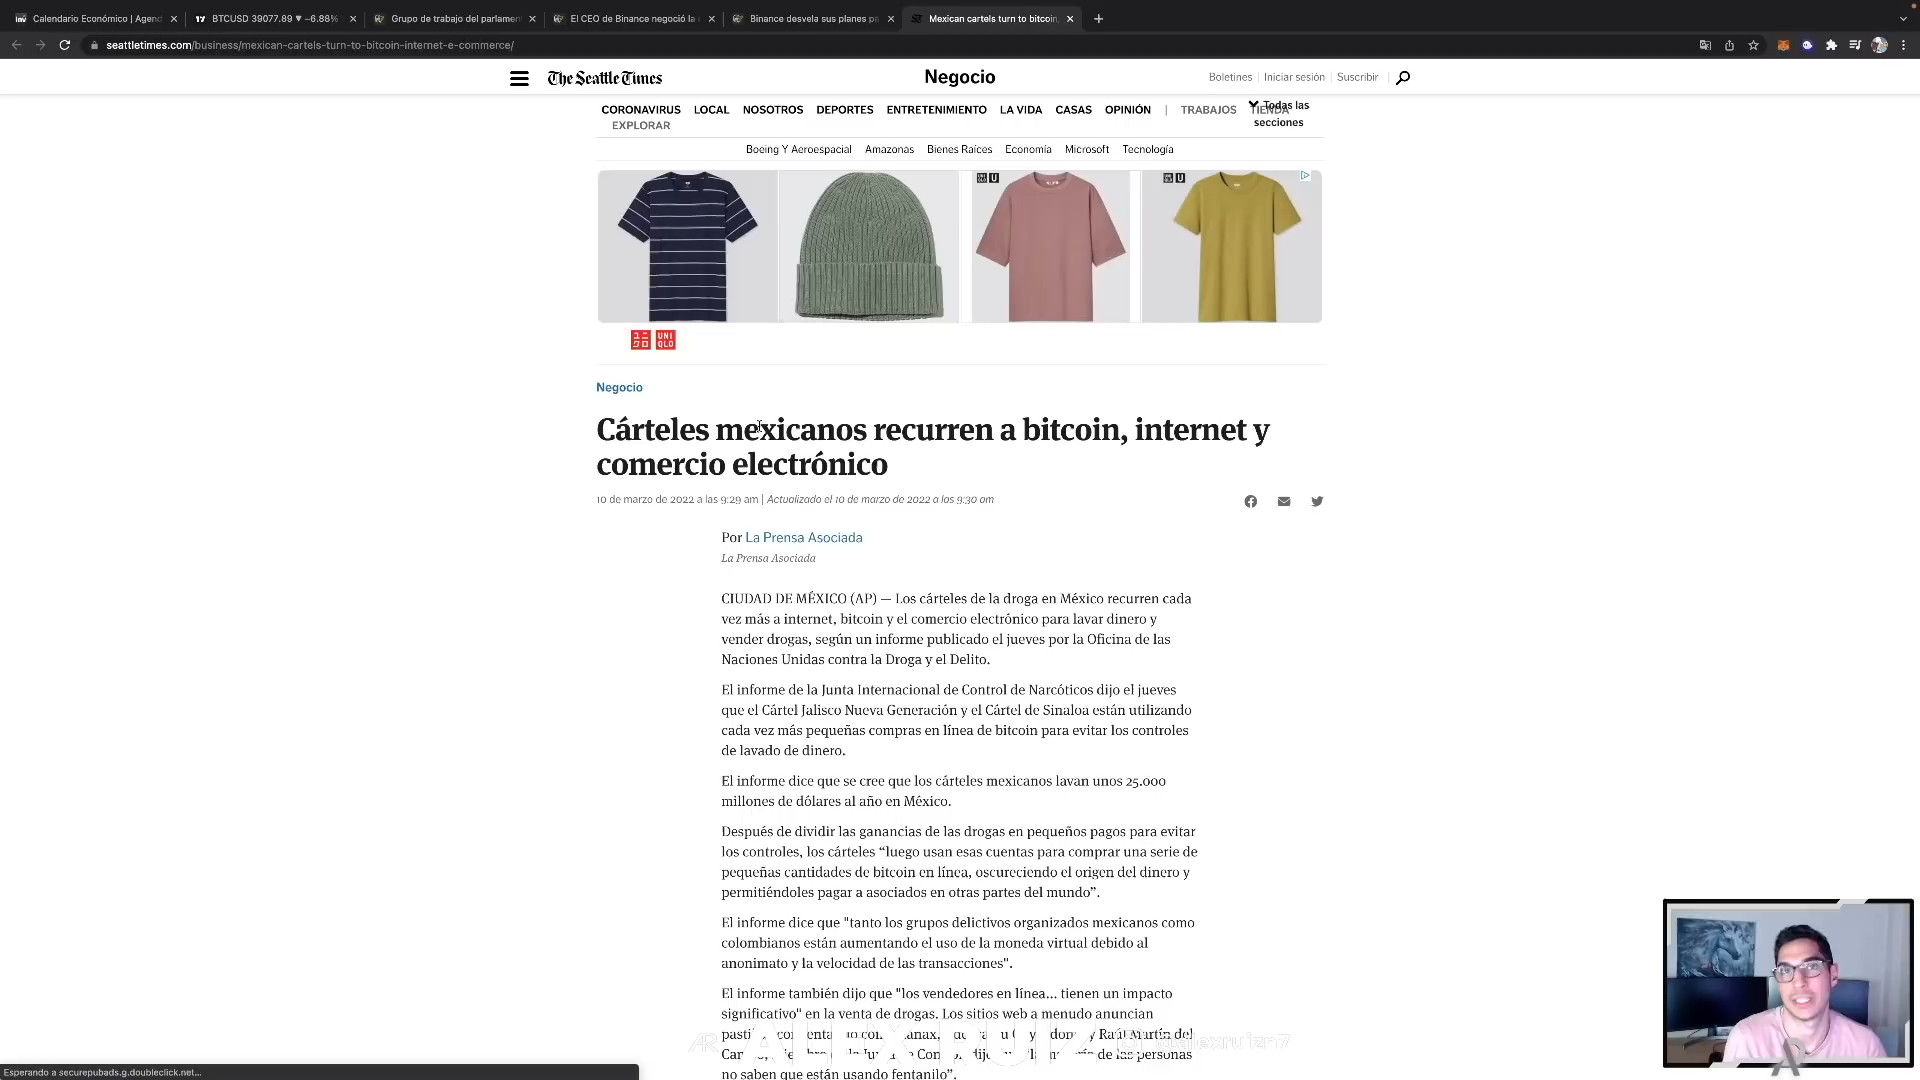 Calendario Económico | Agend
BTCUSD 39077.89 ▼ −6.88%
Grupo de trabajo del parlamen
El CEO de Binance negoció la
Binance desvela sus planes pa
Mexican cartels turn to bitcoin,
seattletimes.com/business/mexican-cartels-turn-to-bitcoin-internet-e-commerce/
The Seattle Times
Negocio
Boletines | Iniciar sesión | Suscribir
CORONAVIRUS LOCAL NOSOTROS DEPORTES ENTRETENIMIENTO LA VIDA CASAS OPINIÓN | TRABAJOS TIENDA
Todas las
secciones
EXPLORAR
Boeing Y Aeroespacial Amazonas Bienes Raíces Economía Microsoft Tecnología
UNI
QLO
Negocio
Cárteles mexicanos recurren a bitcoin, internet y
comercio electrónico
10 de marzo de 2022 a las 9:29 am | Actualizado el 10 de marzo de 2022 a las 9:30 am
Por La Prensa Asociada
La Prensa Asociada
CIUDAD DE MÉXICO (AP) — Los cárteles de la droga en México recurren cada
vez más a internet, bitcoin y el comercio electrónico para lavar dinero y
vender drogas, según un informe publicado el jueves por la Oficina de las
Naciones Unidas contra la Droga y el Delito.
El informe de la Junta Internacional de Control de Narcóticos dijo el jueves
que el Cártel Jalisco Nueva Generación y el Cártel de Sinaloa están utilizando
cada vez más pequeñas compras en línea de bitcoin para evitar los controles
de lavado de dinero.
El informe dice que se cree que los cárteles mexicanos lavan unos 25.000
millones de dólares al año en México.
Después de dividir las ganancias de las drogas en pequeños pagos para evitar
los controles, los cárteles “luego usan esas cuentas para comprar una serie de
pequeñas cantidades de bitcoin en línea, oscureciendo el origen del dinero y
permitiéndoles pagar a asociados en otras partes del mundo”.
El informe dice que "tanto los grupos delictivos organizados mexicanos como
colombianos están aumentando el uso de la moneda virtual debido al
anonimato y la velocidad de las transacciones".
El informe también dijo que "los vendedores en línea... tienen un impacto
significativo" en la venta de drogas. Los sitios web a menudo anuncian
Raúl Martín del
de las personas
no saben que están usando fentanilo”.
ALEX RUIZ @alexruizn7
Esperando a securepubads.g.doubleclick.net...